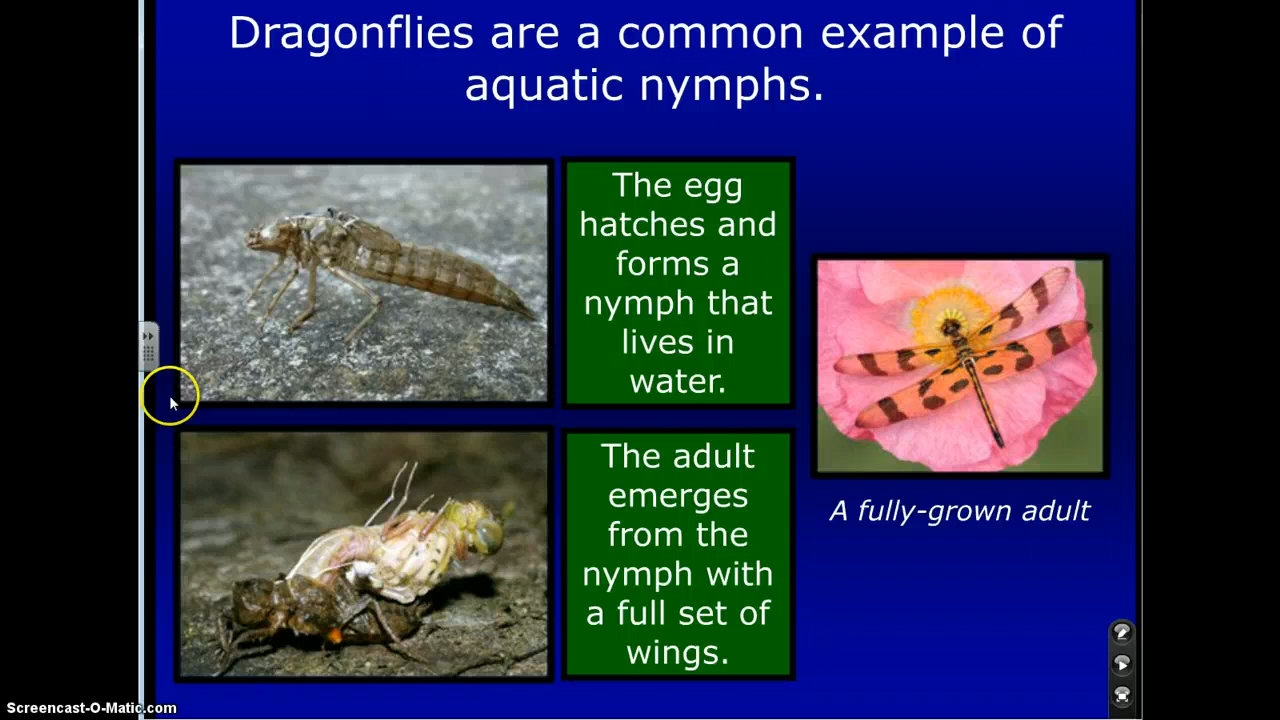 Dragonflies are a common example of
aquatic nymphs.
The egg
hatches and
forms a
nymph that
lives in
water.
The adult
emerges
from the
nymph with
a full set of
wings.
A fully-grown adult
Screencast-O-Matic.com